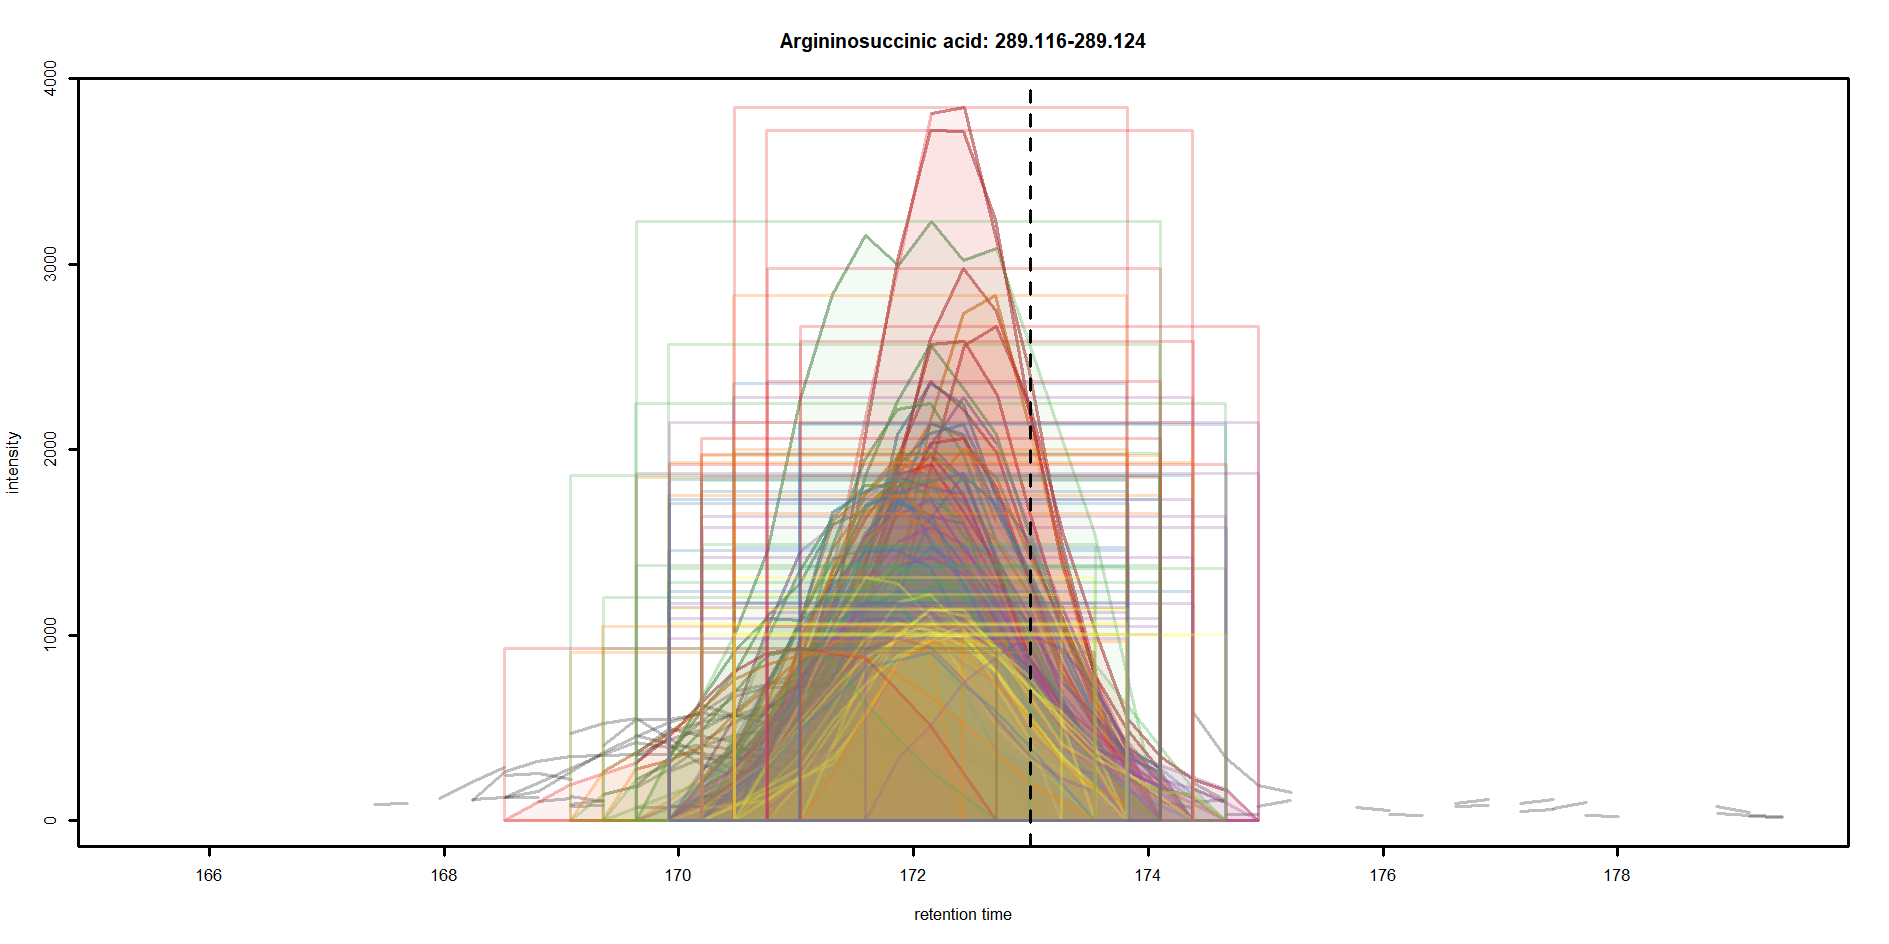 Argininosuccinic acid: 289.116-289.124
4000
3000
2000
1000
0
intensity
166 168 170 172 174 176 178
retention time